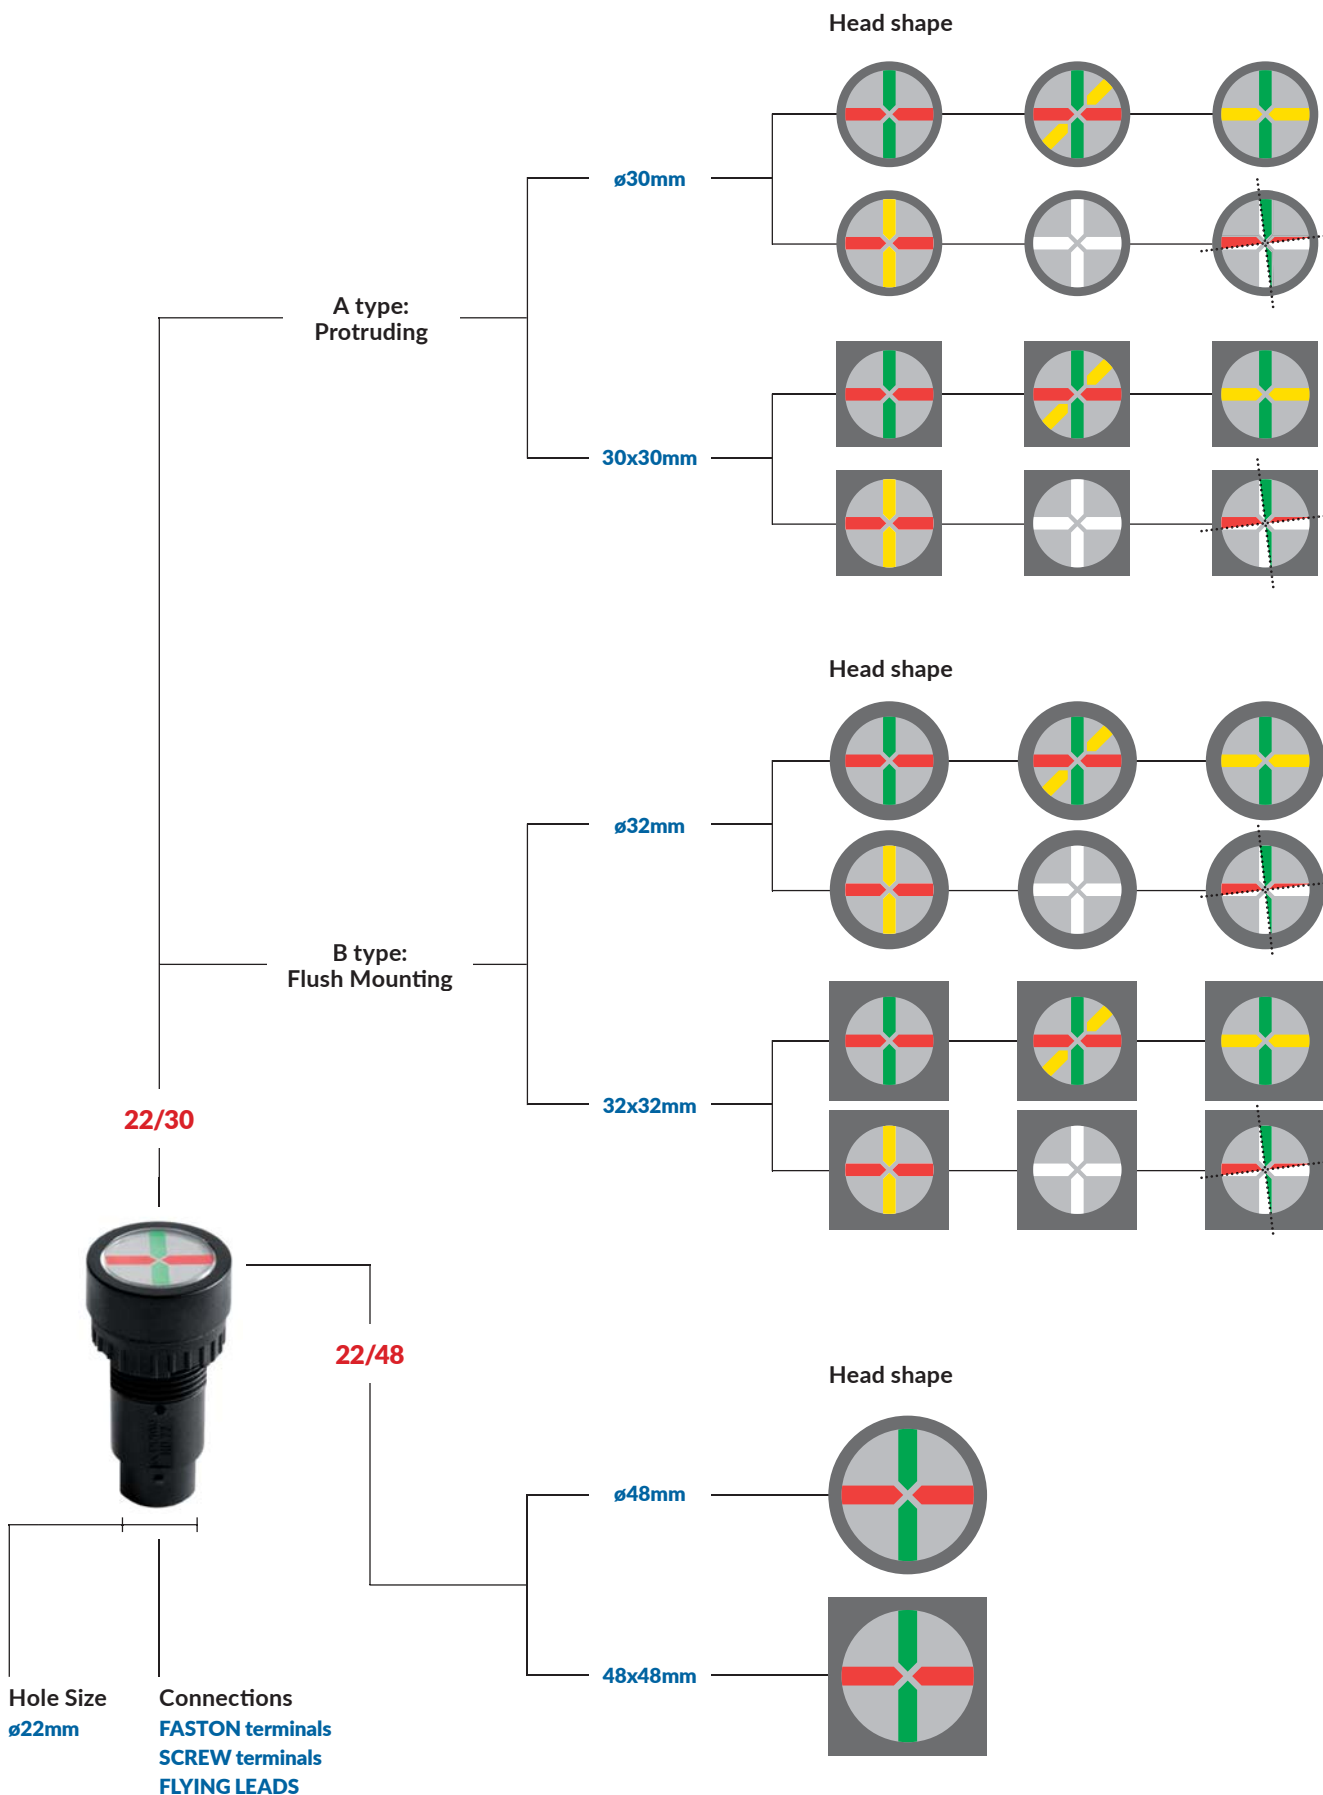 Head shape
ø30mm
A type:
Protruding
30x30mm
Head shape
ø32mm
B type:
Flush Mounting
32x32mm
22/30
22/48
Head shape
ø48mm
48x48mm
Hole Size
ø22mm
Connections
FASTON terminals
SCREW terminals
FLYING LEADS